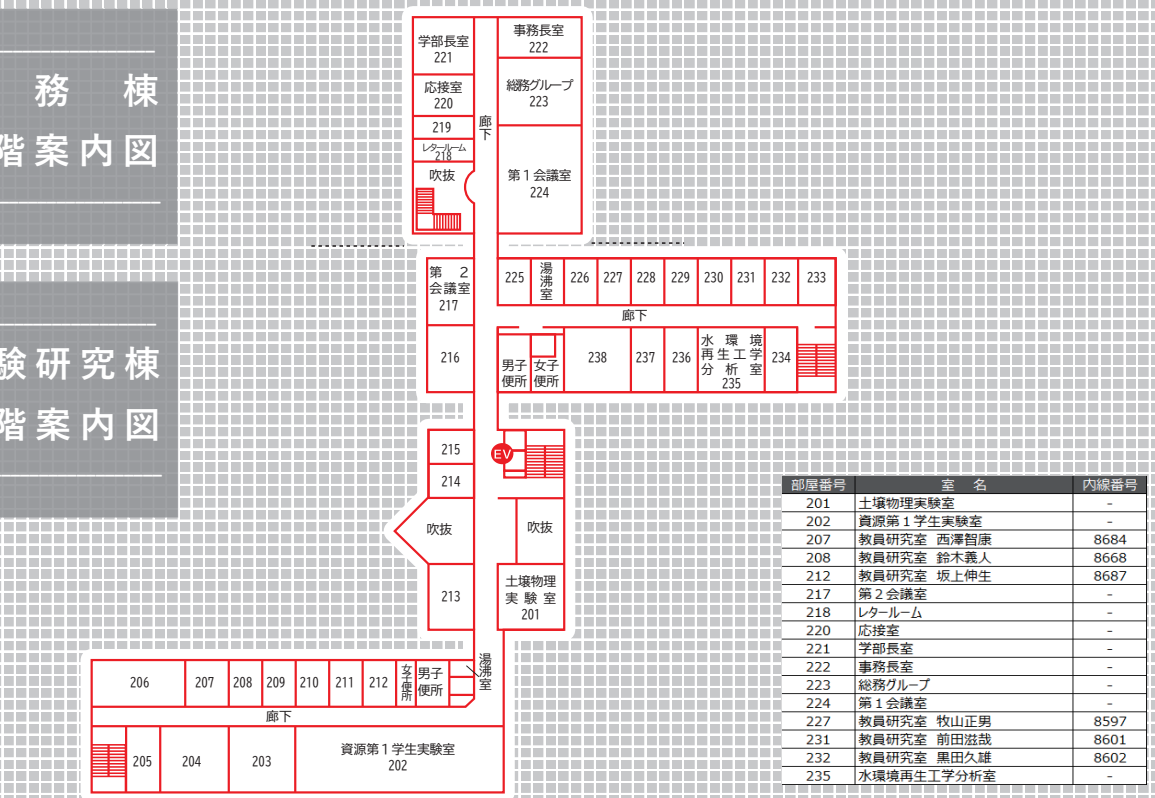 務棟
階案内図
験研究棟
階案内図
学部長室
221
事務長室
222
応接室
220
総務グループ
223
219
廊下
レタールーム
218
吹抜
第1会議室
224
第2
会議室
217
225
湯沸室
226
227
228
229
230
231
232
233
廊下
216
男子
便所
女子
便所
238
237
236
水環境
再生工学
分析室
235
234
215
EV
214
吹抜
吹抜
213
土壌物理
実験室
201
206
207
208
209
210
211
212
女子便所
男子
便所
湯沸室
廊下
205
204
203
資源第1学生実験室
202
部屋番号 室名 内線番号
201 土壌物理実験室 -
202 資源第1学生実験室 -
207 教員研究室 西澤智康 8684
208 教員研究室 鈴木義人 8668
212 教員研究室 坂上伸生 8687
217 第2会議室 -
218 レタールーム -
220 応接室 -
221 学部長室 -
222 事務長室 -
223 総務グループ
224 第1会議室 -
227 教員研究室 牧山正男 8597
231 教員研究室 前田滋哉 8601
232 教員研究室 黒田久雄 8602
235 水環境再生工学分析室 -